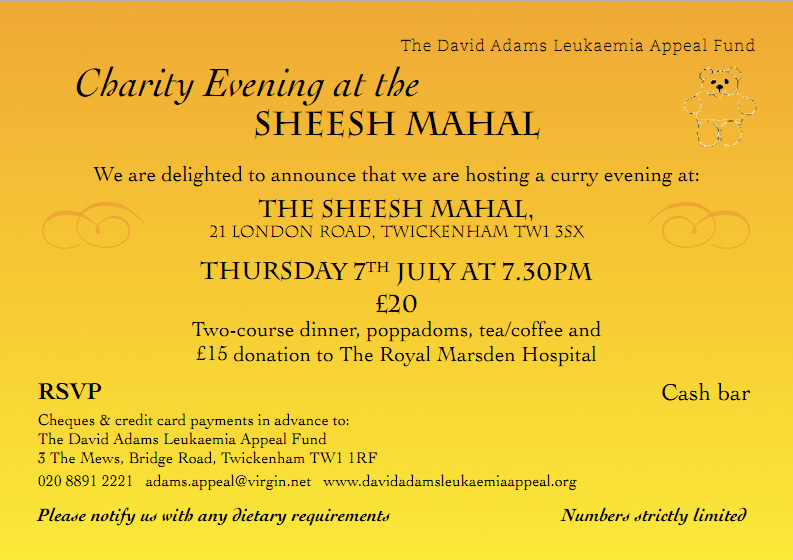 The David Adams Leukaemia Appeal Fund
Charity Evening at the
SHEESH MAHAL
We are delighted to announce that we are hosting a curry evening at:
THE SHEESH MAHAL,
21 LONDON ROAD, TWICKENHAM TW1 3SX
THURSDAY 7TH JULY AT 7.30PM
£20
Two-course dinner, poppadoms, tea/coffee and
£15 donation to The Royal Marsden Hospital
RSVP
Cash bar
Cheques & credit card payments in advance to:
The David Adams Leukaemia Appeal Fund
3 The Mews, Bridge Road, Twickenham TW1 1RF
020 8891 2221 adams.appeal@virgin.net www.davidadamsleukaemiaappeal.org
Please notify us with any dietary requirements
Numbers strictly limited